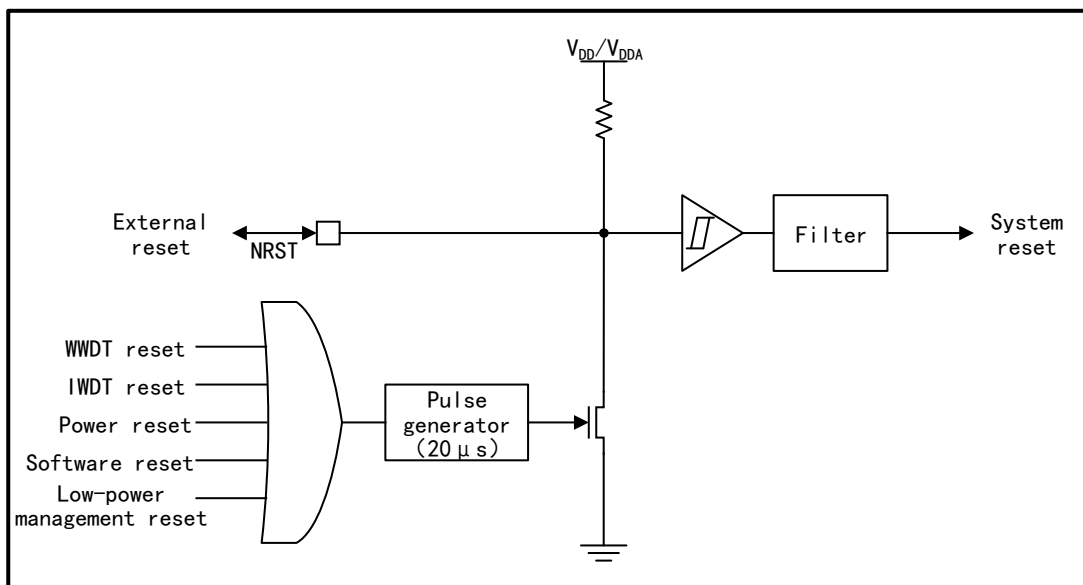 VDD/VDDA
External
reset
NRST
Filter
System
reset
WWDT reset
IWDT reset
Power reset
Software reset
Low-power
management reset
Pulse
generator
(20μs)